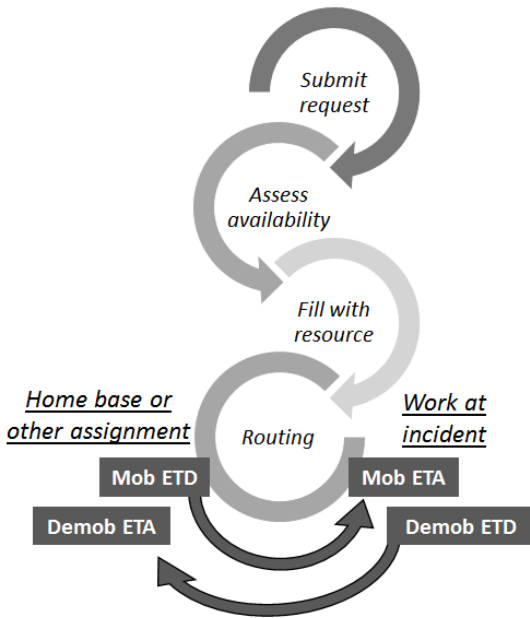 Submit
request
Assess
availability
Fill with
resource
Home base or
other assignment
Routing
Work at
incident
Mob ETD
Mob ETA
Demob ETA
Demob ETD